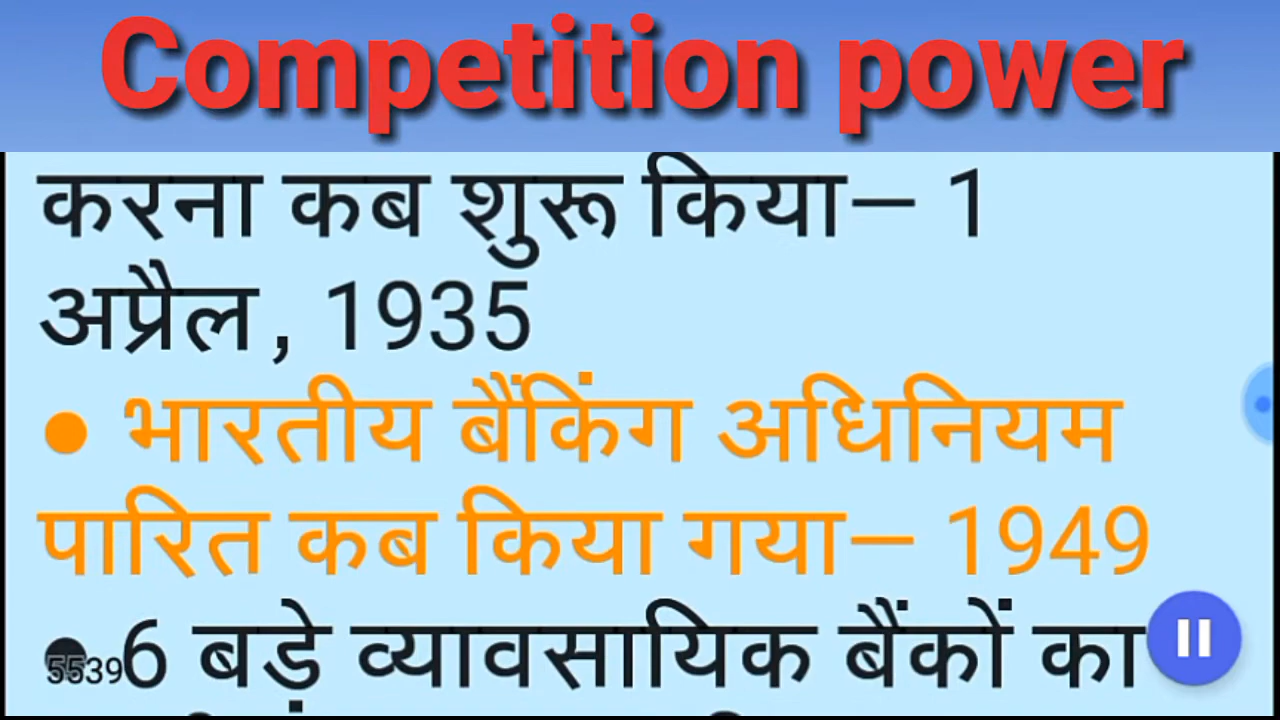 Competition power
करना कब शुरू किया– 1
अप्रैल, 1935
● भारतीय बैंकिंग अधिनियम
पारित कब किया गया– 1949
● 6 बड़े व्यावसायिक बैंकों का
5539